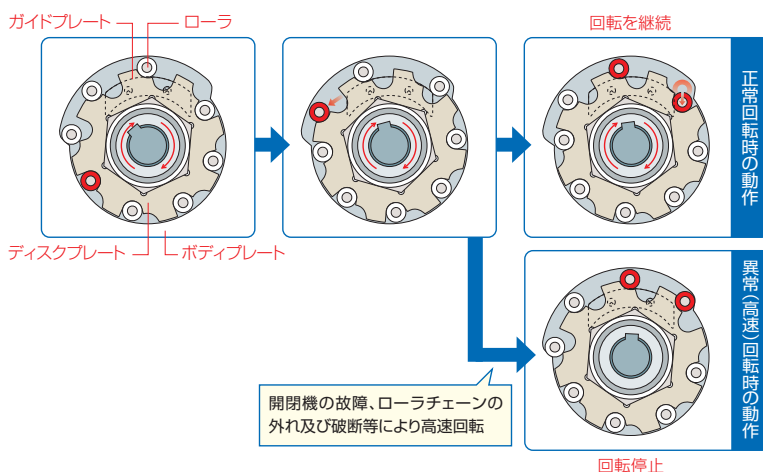 ガイドプレート
ローラ
回転を継続
正常回転時の動作
ディスクプレート
ボディプレート
異常(高速)回転時の動作
開閉機の故障、ローラチェーンの
外れ及び破断等により高速回転
回転停止